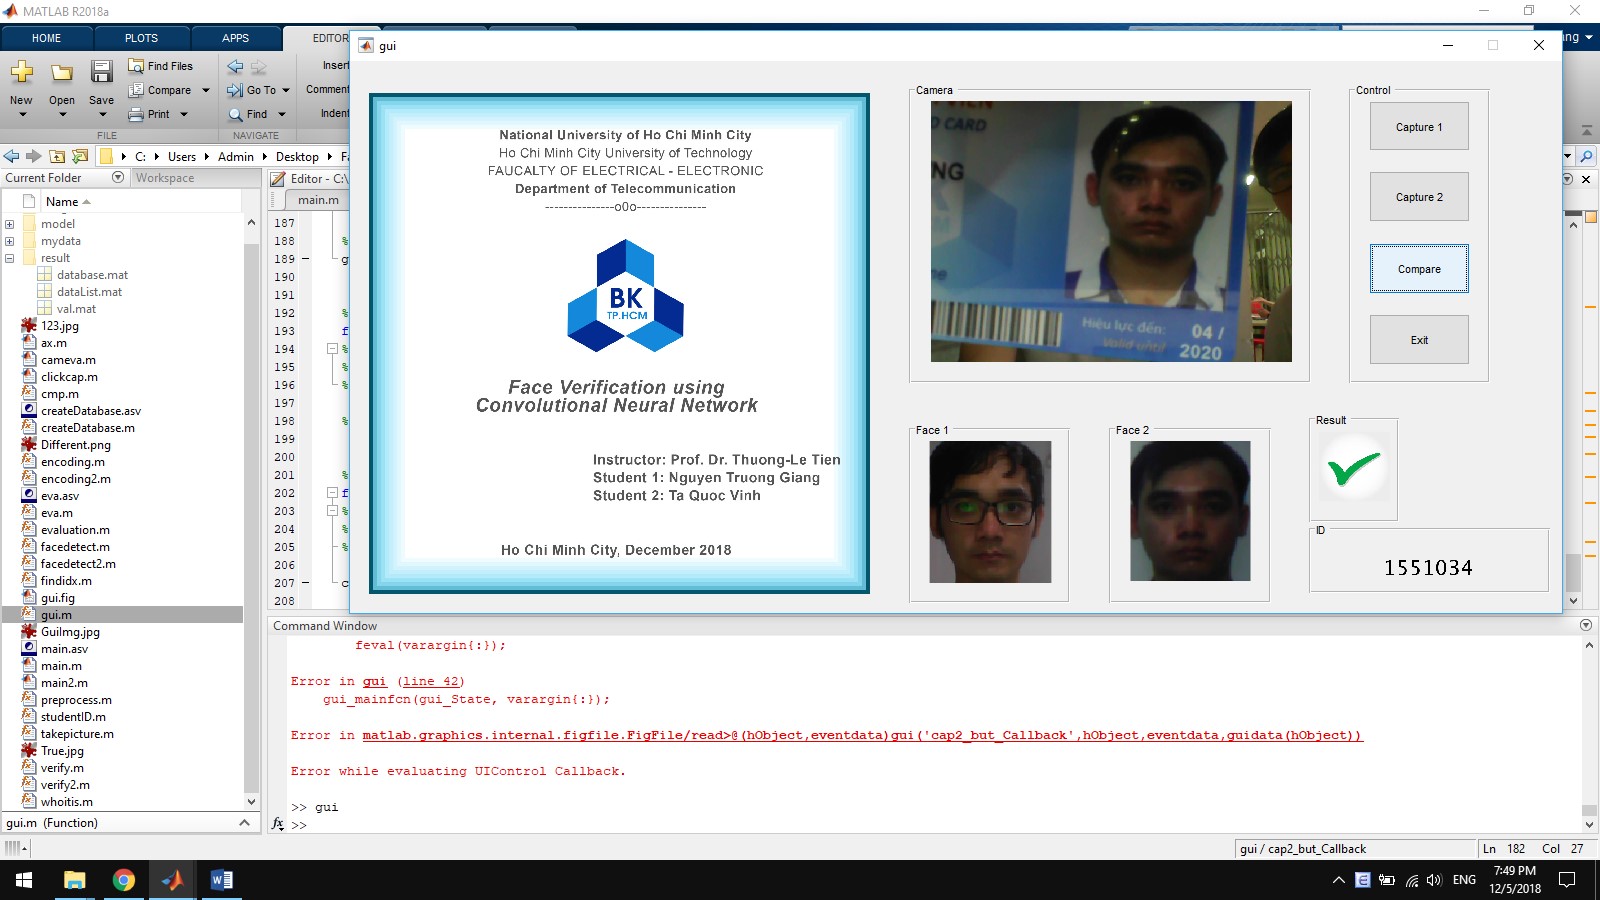 MATLAB R2018a
HOME
PLOTS
APPS
EDITOR
New
Open
Save
Find Files
Compare
Print
FILE
Go To
Find
NAVIGATE
Insert
Comment
Indent
C: Users Admin Desktop
Current Folder
Workspace
Name
model
mydata
result
database.mat
dataList.mat
val.mat
123.jpg
ax.m
cameva.m
clickcap.m
cmp.m
createDatabase.asv
createDatabase.m
Different.png
encoding.m
encoding2.m
eva.asv
eva.m
evaluation.m
facedetect.m
facedetect2.m
findidx.m
gui.fig
gui.m
GuiImg.jpg
main.asv
main.m
main2.m
preprocess.m
studentID.m
takepicture.m
True.jpg
verify.m
verify2.m
whoitis.m
gui.m (Function)
Editor - C:\
main.m
187
188 %
189 g
190
191
192 %
193 f
194 %
195 %
196 %
197
198 %
199
200
201 %
202 f
203 %
204 %
205 %
206
207 c
208
gui
National University of Ho Chi Minh City
Ho Chi Minh City University of Technology
FAUCALTY OF ELECTRICAL - ELECTRONIC
Department of Telecommunication
---------------o0o---------------
BK
TP.HCM
Face Verification using
Convolutional Neural Network
Instructor: Prof. Dr. Thuong-Le Tien
Student 1: Nguyen Truong Giang
Student 2: Ta Quoc Vinh
Ho Chi Minh City, December 2018
Camera
D CARD
NG
BK
Hiệu lực đến: 04 /
Valid until 2020
Control
Capture 1
Capture 2
Compare
Exit
Face 1
Face 2
Result
ID
1551034
Command Window
feval(varargin{:});
Error in gui (line 42)
gui_mainfcn(gui_State, varargin{:});
Error in matlab.graphics.internal.figfile.FigFile/read>@(hObject,eventdata)gui('cap2_but_Callback',hObject,eventdata,guidata(hObject))
Error while evaluating UIControl Callback.
>> gui
fx >>
gui / cap2_but_Callback
Ln 182 Col 27
ENG
7:49 PM
12/5/2018